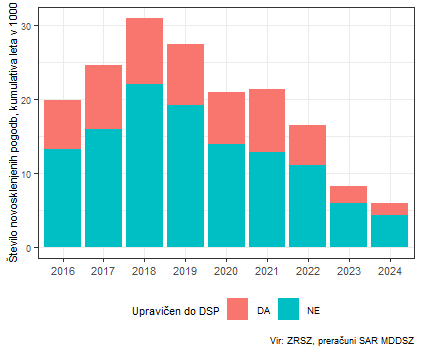 Število novosklenjenih pogodb, kumulativa leta v 1000
30
20
10
0
2016 2017 2018 2019 2020 2021 2022 2023 2024
Upravičen do DSP DA NE
Vir: ZRSZ, preračuni SAR MDDSZ